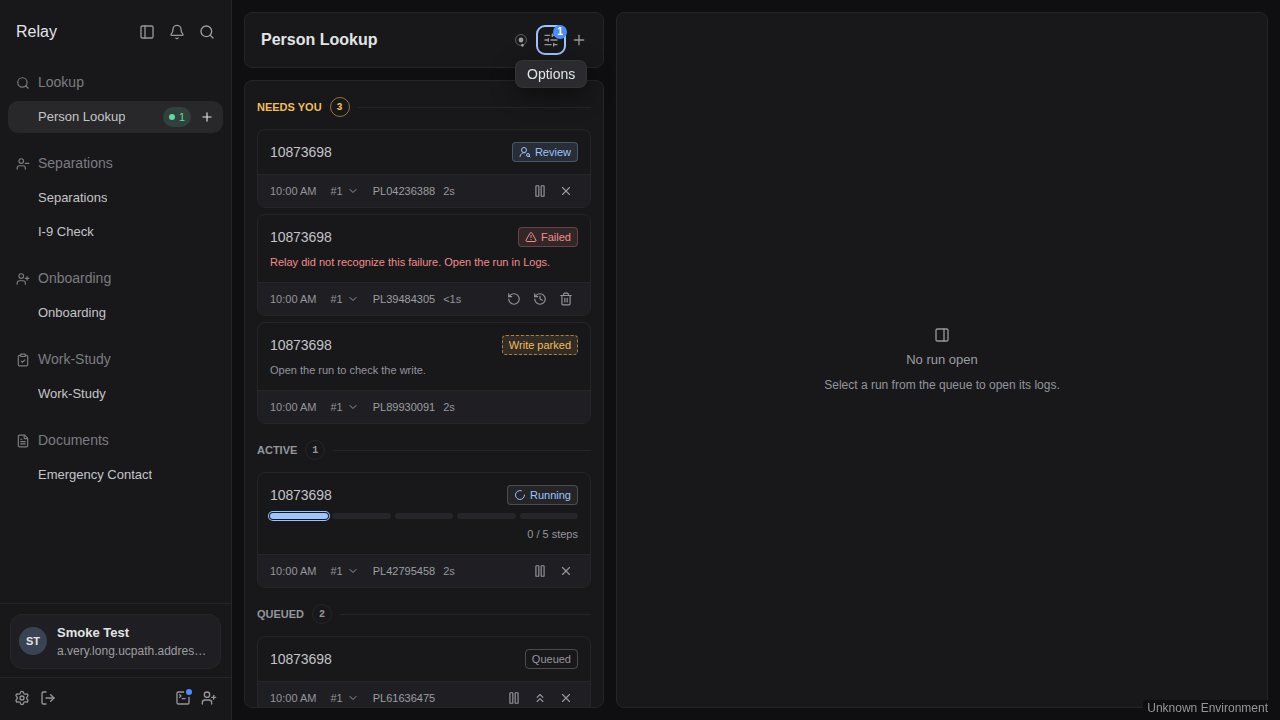 Relay
Lookup
Person Lookup
1
Separations
Separations
I-9 Check
Onboarding
Onboarding
Work-Study
Work-Study
Documents
Emergency Contact
ST
Smoke Test
a.very.long.ucpath.addres…
Person Lookup
1
Options
NEEDS YOU 3
10873698 Review
10:00 AM #1 PL04236388 2s
10873698 Failed
Relay did not recognize this failure. Open the run in Logs.
10:00 AM #1 PL39484305 <1s
10873698 Write parked
Open the run to check the write.
10:00 AM #1 PL89930091 2s
ACTIVE 1
10873698 Running
0 / 5 steps
10:00 AM #1 PL42795458 2s
QUEUED 2
10873698 Queued
10:00 AM #1 PL61636475
No run open
Select a run from the queue to open its logs.
Unknown Environment